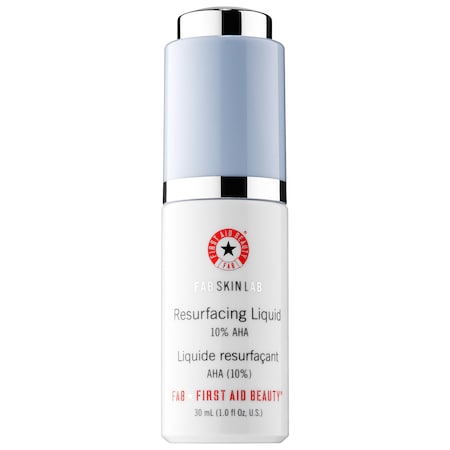 FIRST AID BEAUTY®
FAB
FAB SKIN LAB
Resurfacing Liquid
10% AHA
Liquide resurfaçant
AHA (10%)
FAB + FIRST AID BEAUTY®
30 mL (1.0 fl Oz, U.S.)